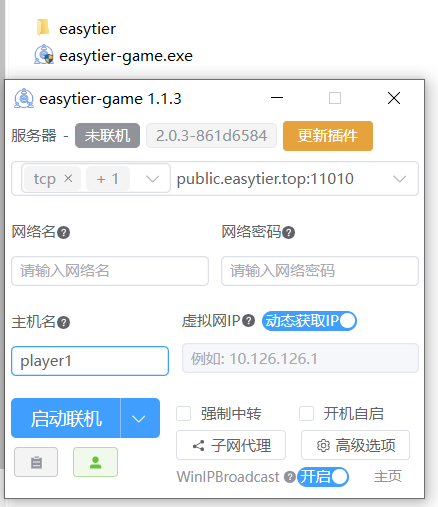 easytier
easytier-game.exe
easytier-game 1.1.3
服务器 - 未联机 2.0.3-861d6584 更新插件
tcp × + 1 public.easytier.top:11010
网络名 网络密码
请输入网络名 请输入网络密码
主机名 虚拟网IP 动态获取IP
player1 例如: 10.126.126.1
启动联机 强制中转 开机自启
子网代理 高级选项
WinIPBroadcast 开启 主页